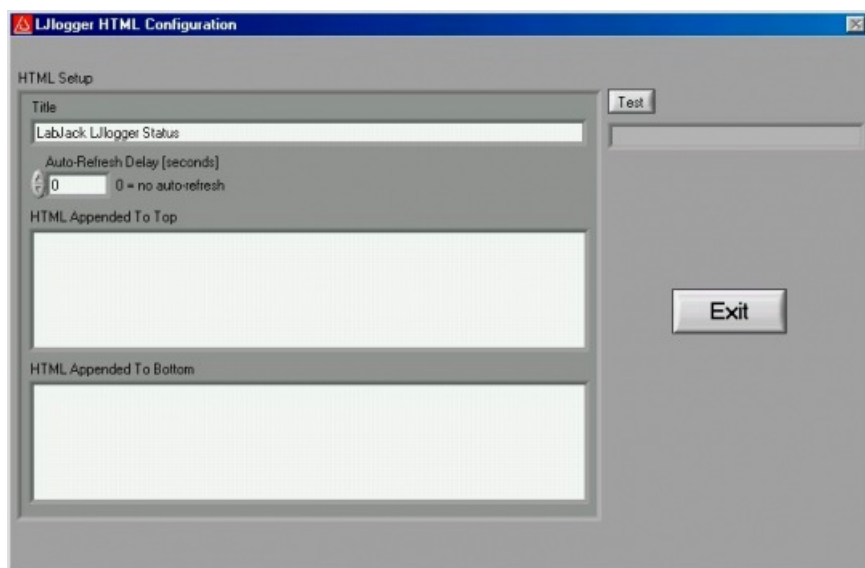 LJlogger HTML Configuration
HTML Setup
Title
LabJack LJlogger Status
Auto-Refresh Delay [seconds]
0 0 = no auto-refresh
HTML Appended To Top
HTML Appended To Bottom
Test
Exit